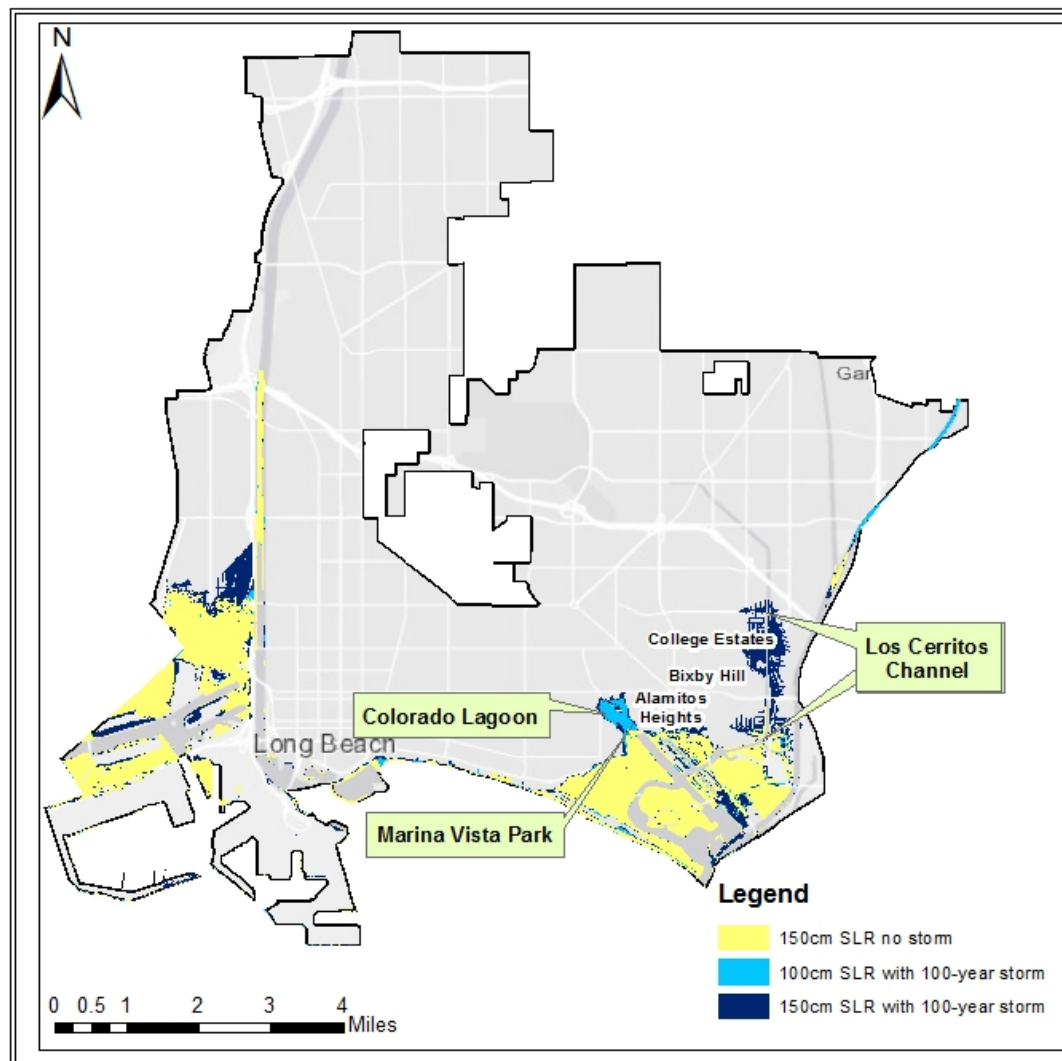 N
Gar
College Estates
Los Cerritos
Channel
Bixby Hill
Alamitos
Heights
Colorado Lagoon
Long Beach
Marina Vista Park
Legend
150cm SLR no storm
100cm SLR with 100-year storm
150cm SLR with 100-year storm
0 0.5 1 2 3 4
Miles